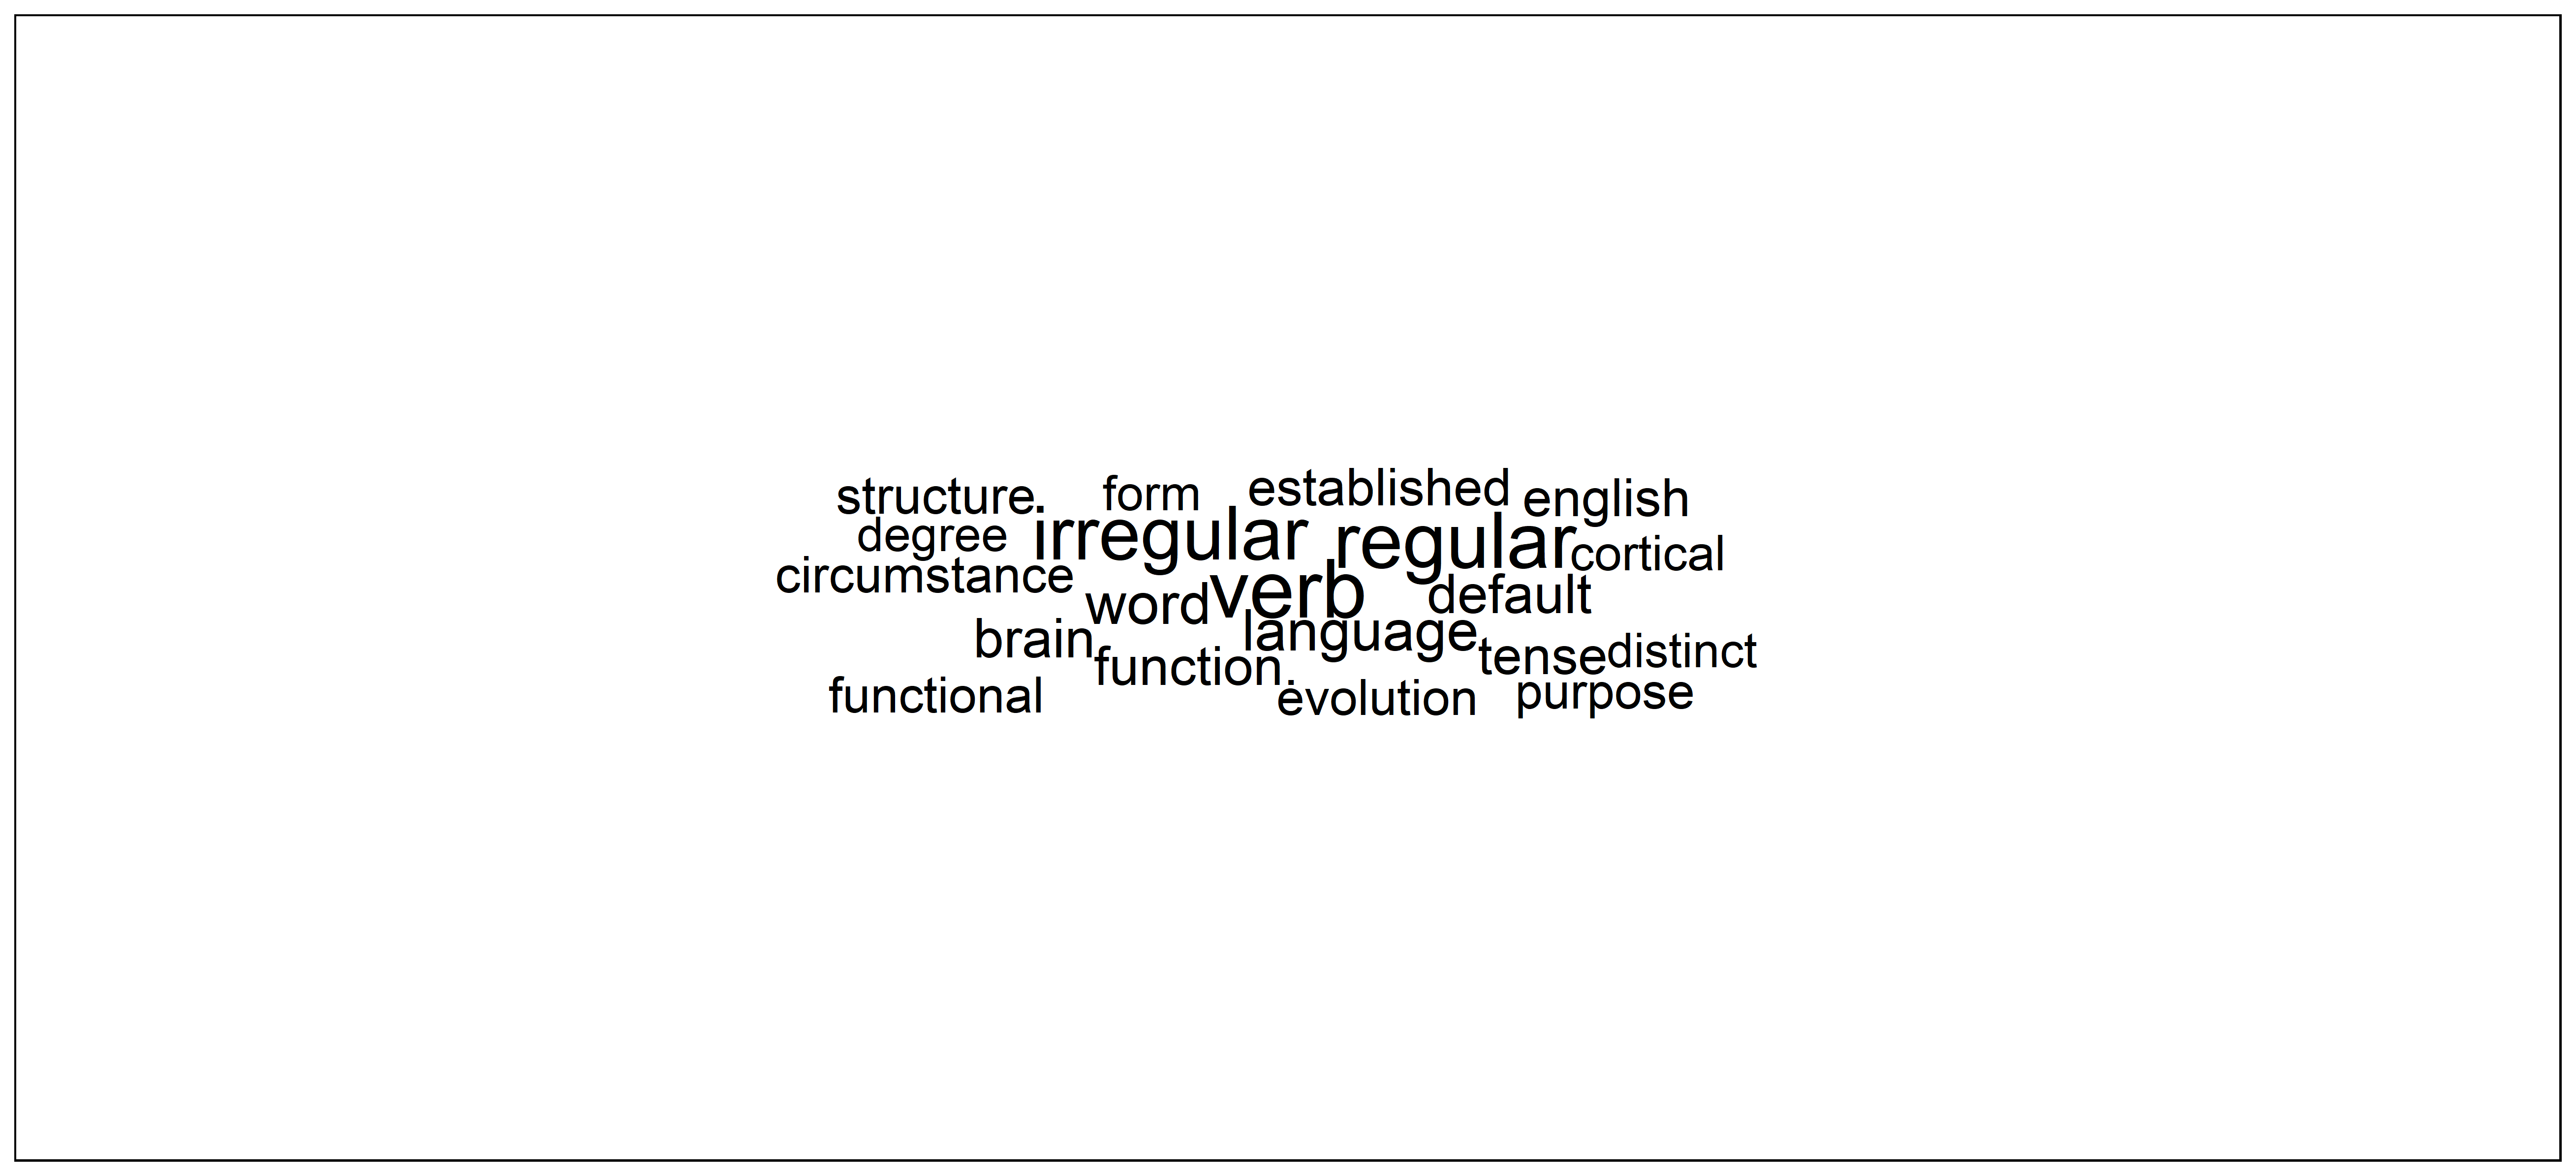 structure form established english
degree irregular regular cortical
circumstance word verb default
brain function language tense distinct
functional evolution purpose